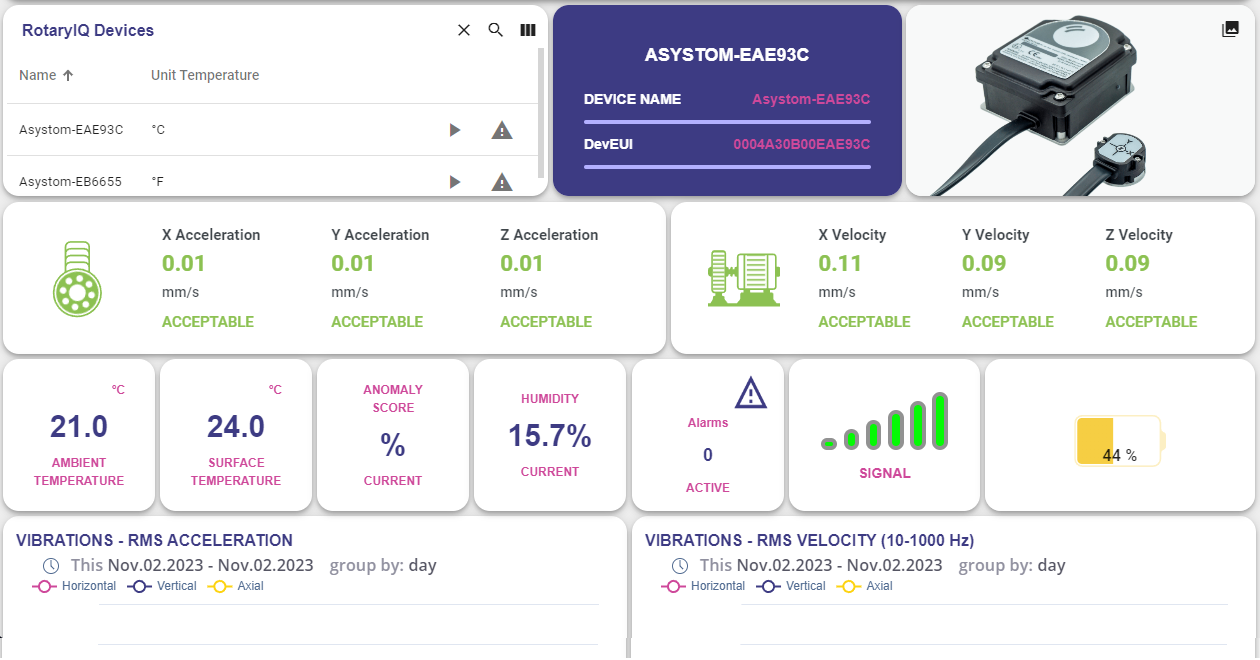 RotaryIQ Devices
Name Unit Temperature
Asystom-EAE93C °C
Asystom-EB6655 °F
ASYSTOM-EAE93C
DEVICE NAME Asystom-EAE93C
DevEUI 0004A30B00EAE93C
X Acceleration Y Acceleration Z Acceleration
0.01 0.01 0.01
mm/s mm/s mm/s
ACCEPTABLE ACCEPTABLE ACCEPTABLE
X Velocity Y Velocity Z Velocity
0.11 0.09 0.09
mm/s mm/s mm/s
ACCEPTABLE ACCEPTABLE ACCEPTABLE
°C
21.0
AMBIENT
TEMPERATURE
°C
24.0
SURFACE
TEMPERATURE
ANOMALY
SCORE
%
CURRENT
HUMIDITY
15.7%
CURRENT
Alarms
0
ACTIVE
SIGNAL
44 %
VIBRATIONS - RMS ACCELERATION
This Nov.02.2023 - Nov.02.2023 group by: day
Horizontal Vertical Axial
VIBRATIONS - RMS VELOCITY (10-1000 Hz)
This Nov.02.2023 - Nov.02.2023 group by: day
Horizontal Vertical Axial